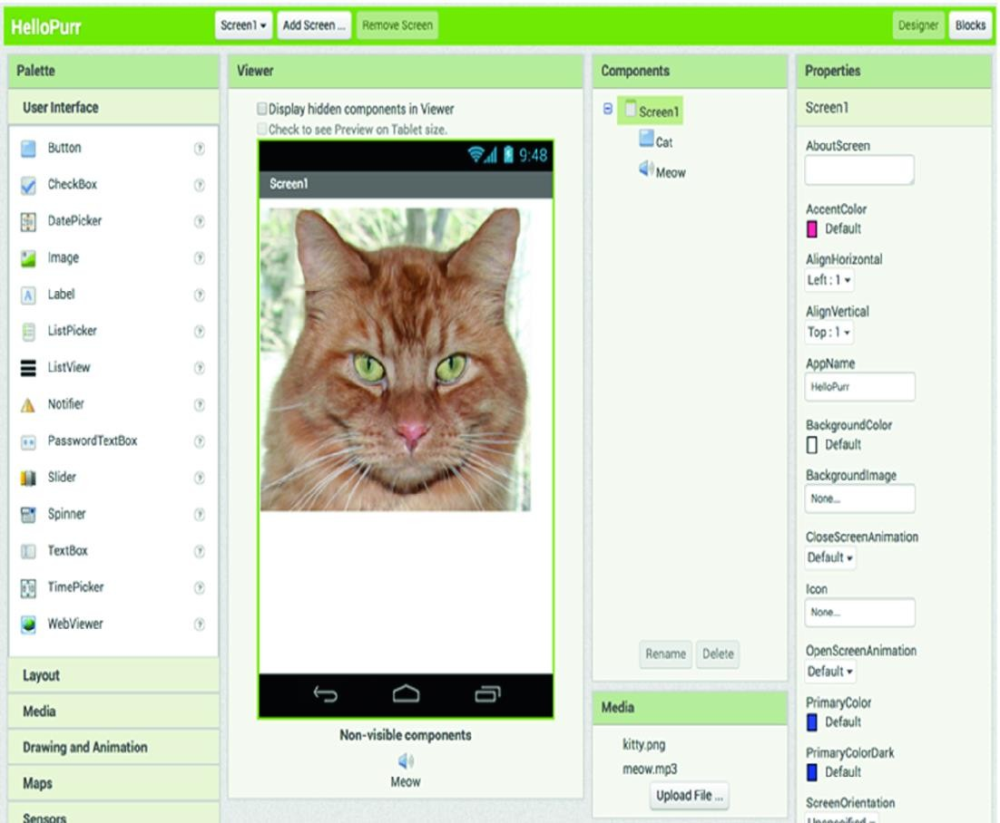 HelloPurr
Screen1
Add Screen ...
Remove Screen
Designer
Blocks
Palette
User Interface
Button
CheckBox
DatePicker
Image
Label
ListPicker
ListView
Notifier
PasswordTextBox
Slider
Spinner
TextBox
TimePicker
WebViewer
Layout
Media
Drawing and Animation
Maps
Sensors
Viewer
Display hidden components in Viewer
Check to see Preview on Tablet size.
9:48
Screen1
Non-visible components
Meow
Components
Screen1
Cat
Meow
Rename
Delete
Media
kitty.png
meow.mp3
Upload File ...
Properties
Screen1
AboutScreen
AccentColor
Default
AlignHorizontal
Left : 1
AlignVertical
Top : 1
AppName
HelloPurr
BackgroundColor
Default
BackgroundImage
None...
CloseScreenAnimation
Default
Icon
None...
OpenScreenAnimation
Default
PrimaryColor
Default
PrimaryColorDark
Default
ScreenOrientation
Unspecified